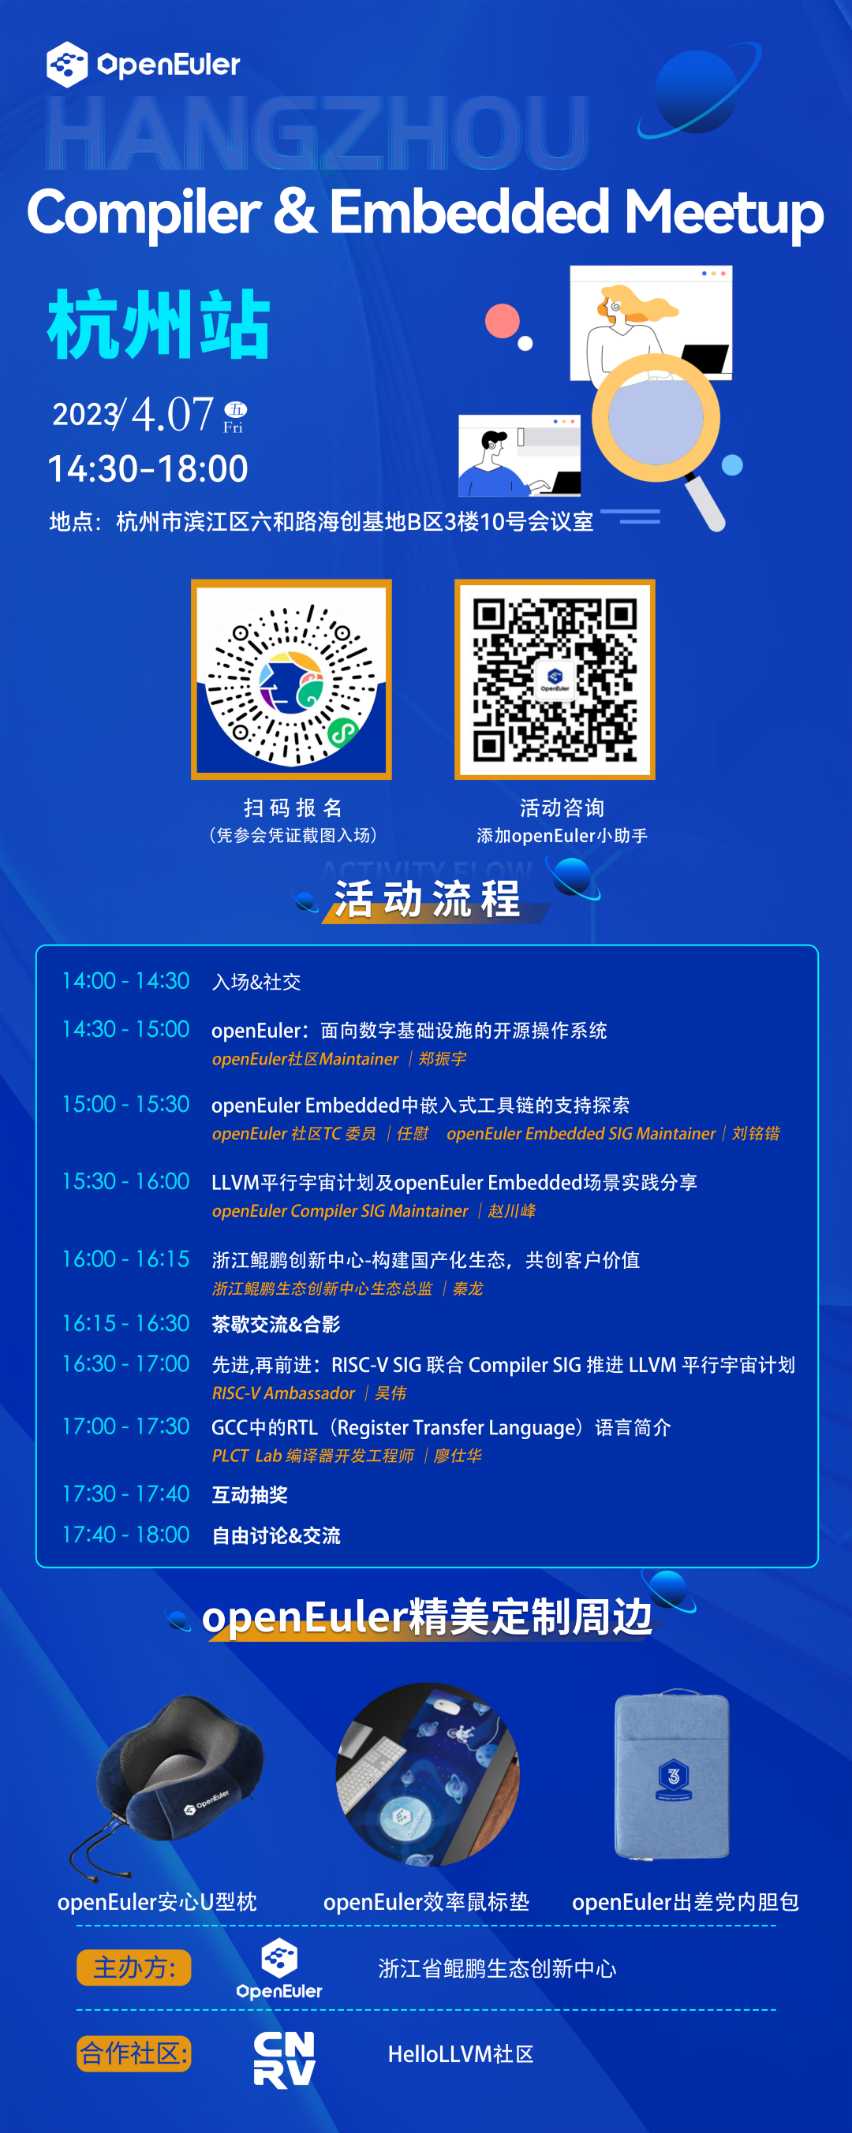 OpenEuler
HANGZHOU
Compiler & Embedded Meetup
杭州站
2023/4.07 五 Fri
14:30-18:00
地点：杭州市滨江区六和路海创基地B区3楼10号会议室
OpenEuler
扫码报名
（凭参会凭证截图入场）
活动咨询
添加openEuler小助手
ACTIVITY FLOW
活动流程
14:00 - 14:30 入场&社交
14:30 - 15:00 openEuler：面向数字基础设施的开源操作系统
openEuler社区Maintainer ｜郑振宇
15:00 - 15:30 openEuler Embedded中嵌入式工具链的支持探索
openEuler 社区TC 委员 ｜任慰 openEuler Embedded SIG Maintainer｜刘铭锴
15:30 - 16:00 LLVM平行宇宙计划及openEuler Embedded场景实践分享
openEuler Compiler SIG Maintainer ｜赵川峰
16:00 - 16:15 浙江鲲鹏创新中心-构建国产化生态，共创客户价值
浙江鲲鹏生态创新中心生态总监 ｜秦龙
16:15 - 16:30 茶歇交流&合影
16:30 - 17:00 先进,再前进：RISC-V SIG 联合 Compiler SIG 推进 LLVM 平行宇宙计划
RISC-V Ambassador ｜吴伟
17:00 - 17:30 GCC中的RTL（Register Transfer Language）语言简介
PLCT Lab 编译器开发工程师 ｜廖仕华
17:30 - 17:40 互动抽奖
17:40 - 18:00 自由讨论&交流
openEuler精美定制周边
OpenEuler
3
openEuler安心U型枕
openEuler效率鼠标垫
openEuler出差党内胆包
主办方:
OpenEuler
浙江省鲲鹏生态创新中心
合作社区:
CNRV
HelloLLVM社区